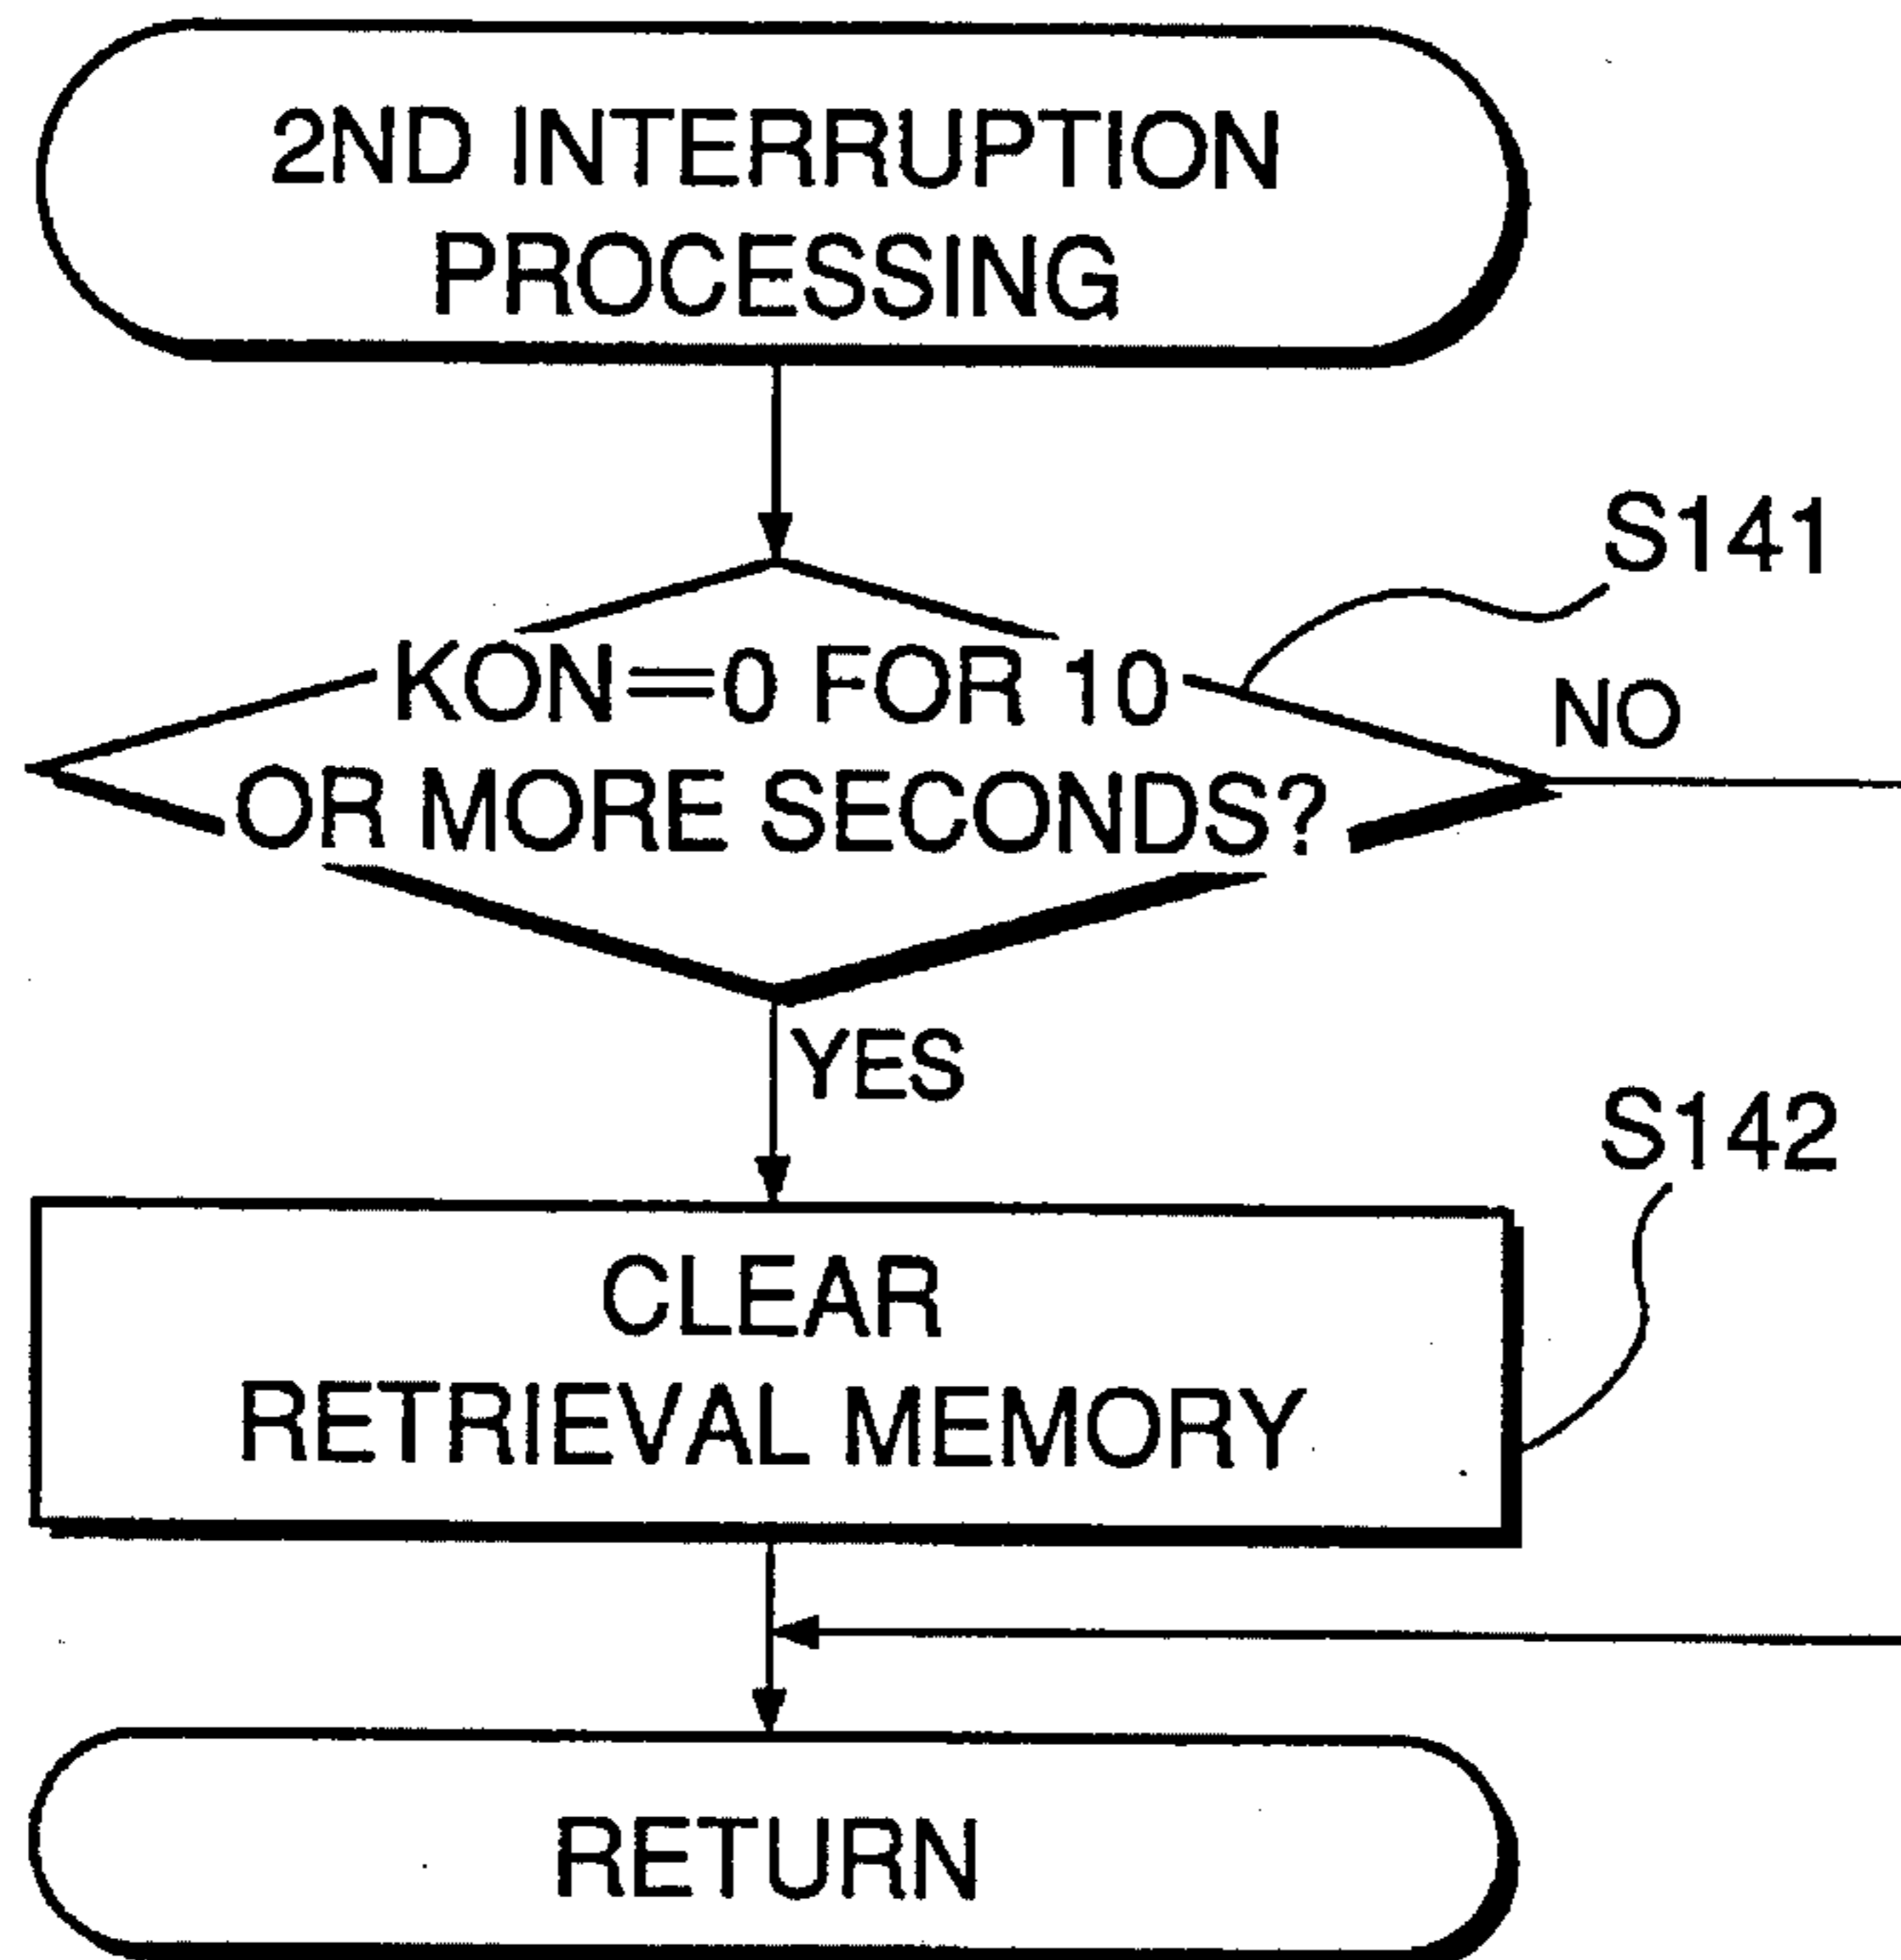 2ND INTERRUPTION
PROCESSING
S141
KON=0 FOR 10
OR MORE SECONDS?
NO
YES
S142
CLEAR
RETRIEVAL MEMORY
RETURN